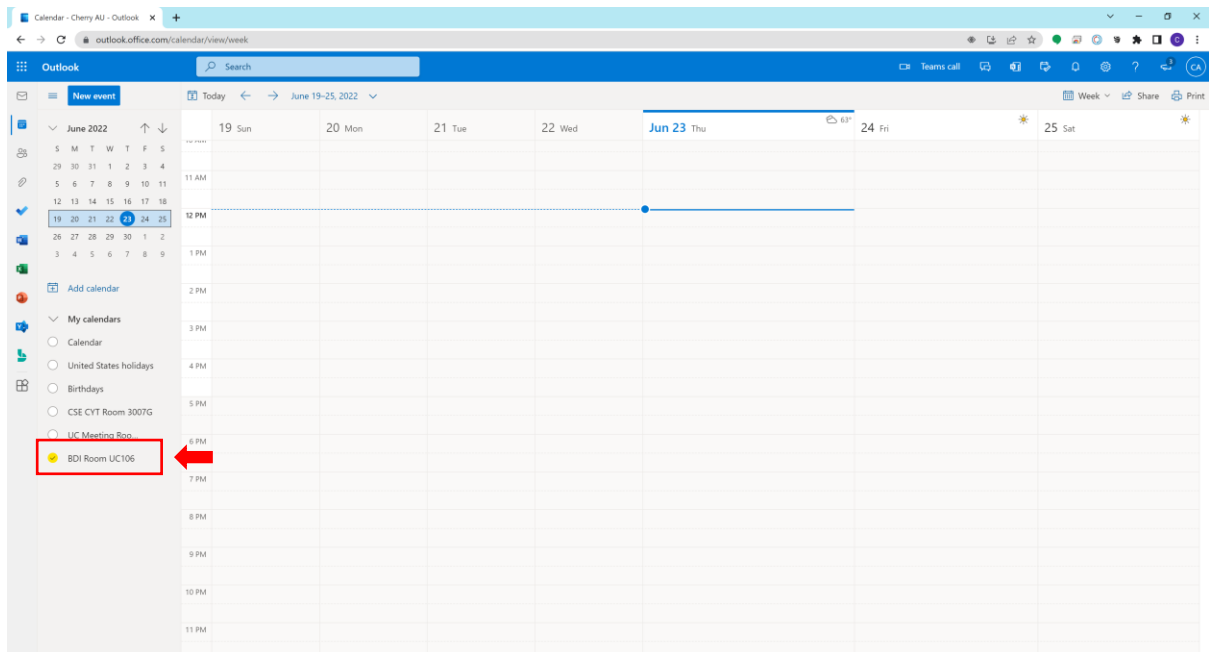 Calendar - Cherry AU - Outlook
outlook.office.com/calendar/view/week
Outlook
Search
Teams call
3
CA
New event
Today
June 19–25, 2022
Week
Share
Print
June 2022
S M T W T F S
29 30 31 1 2 3 4
5 6 7 8 9 10 11
12 13 14 15 16 17 18
19 20 21 22 23 24 25
26 27 28 29 30 1 2
3 4 5 6 7 8 9
Add calendar
My calendars
Calendar
United States holidays
Birthdays
CSE CYT Room 3007G
UC Meeting Roo...
BDI Room UC106
19 Sun
20 Mon
21 Tue
22 Wed
Jun 23 Thu
63°
24 Fri
25 Sat
11 AM
12 PM
1 PM
2 PM
3 PM
4 PM
5 PM
6 PM
7 PM
8 PM
9 PM
10 PM
11 PM